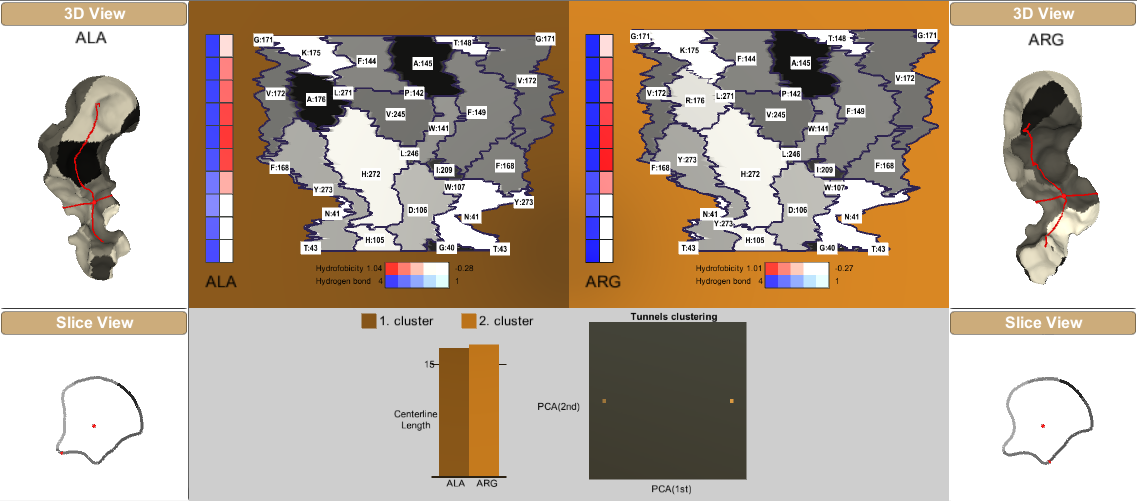 3D View
ALA
G:171
K:175
F:144
A:145
T:148
G:171
V:172
A:176
L:271
P:142
V:172
V:245
F:149
W:141
L:246
F:168
H:272
I:209
F:168
Y:273
W:107
Y:273
N:41
D:106
N:41
T:43
H:105
G:40
T:43
ALA
Hydrofobicity 1.04
-0.28
Hydrogen bond 4
1
G:171
K:175
F:144
A:145
T:148
G:171
V:172
R:176
L:271
P:142
V:172
V:245
F:149
W:141
L:246
Y:273
F:168
H:272
I:209
F:168
W:107
N:41
Y:273
D:106
N:41
T:43
H:105
G:40
T:43
ARG
Hydrofobicity 1.01
-0.27
Hydrogen bond 4
1
3D View
ARG
Slice View
1. cluster
2. cluster
15
Centerline
Length
ALA
ARG
Tunnels clustering
PCA(2nd)
PCA(1st)
Slice View